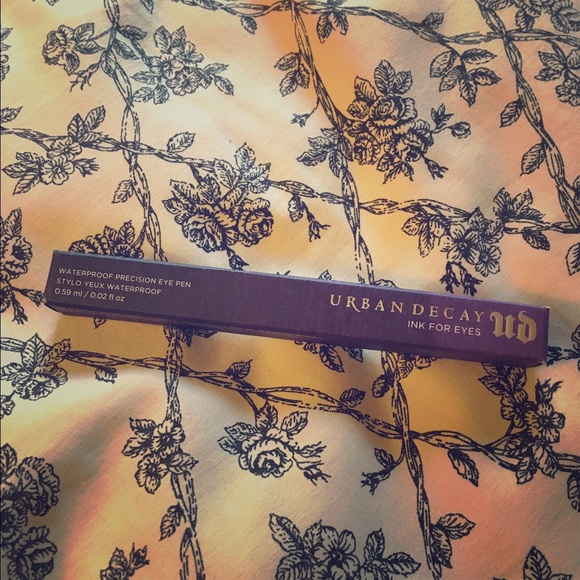 WATERPROOF PRECISION EYE PEN
STYLO YEUX WATERPROOF
0.59 ml / 0.02 fl oz
URBAN DECAY
INK FOR EYES
ud